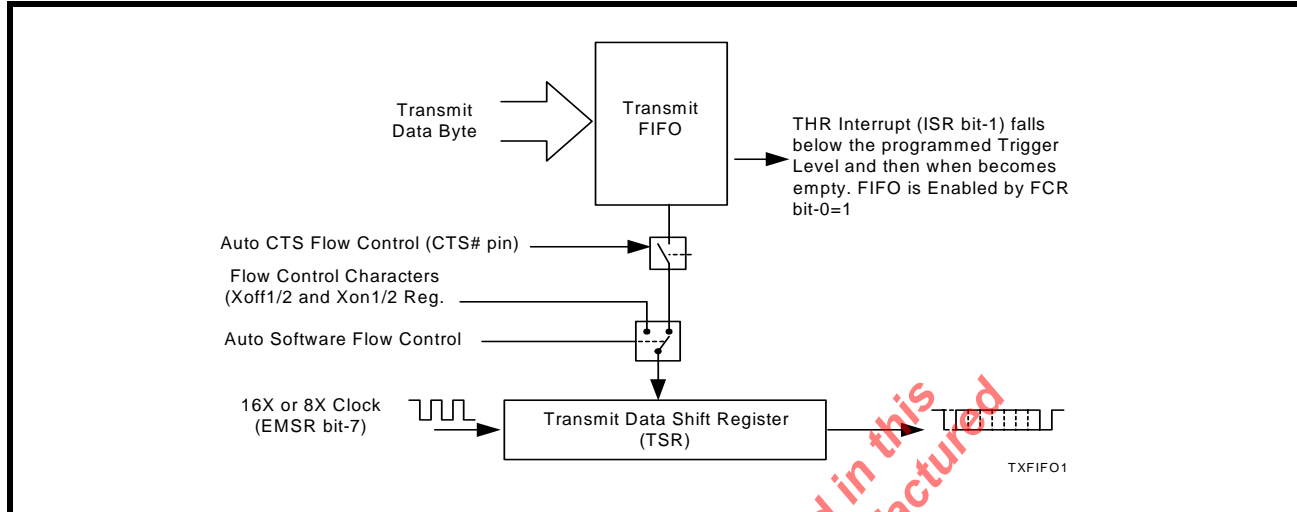 Transmit
Data Byte
Transmit
FIFO
THR Interrupt (ISR bit-1) falls
below the programmed Trigger
Level and then when becomes
empty. FIFO is Enabled by FCR
bit-0=1
Auto CTS Flow Control (CTS# pin)
Flow Control Characters
(Xoff1/2 and Xon1/2 Reg.
Auto Software Flow Control
16X or 8X Clock
(EMSR bit-7)
Transmit Data Shift Register
(TSR)
TXFIFO1
in this